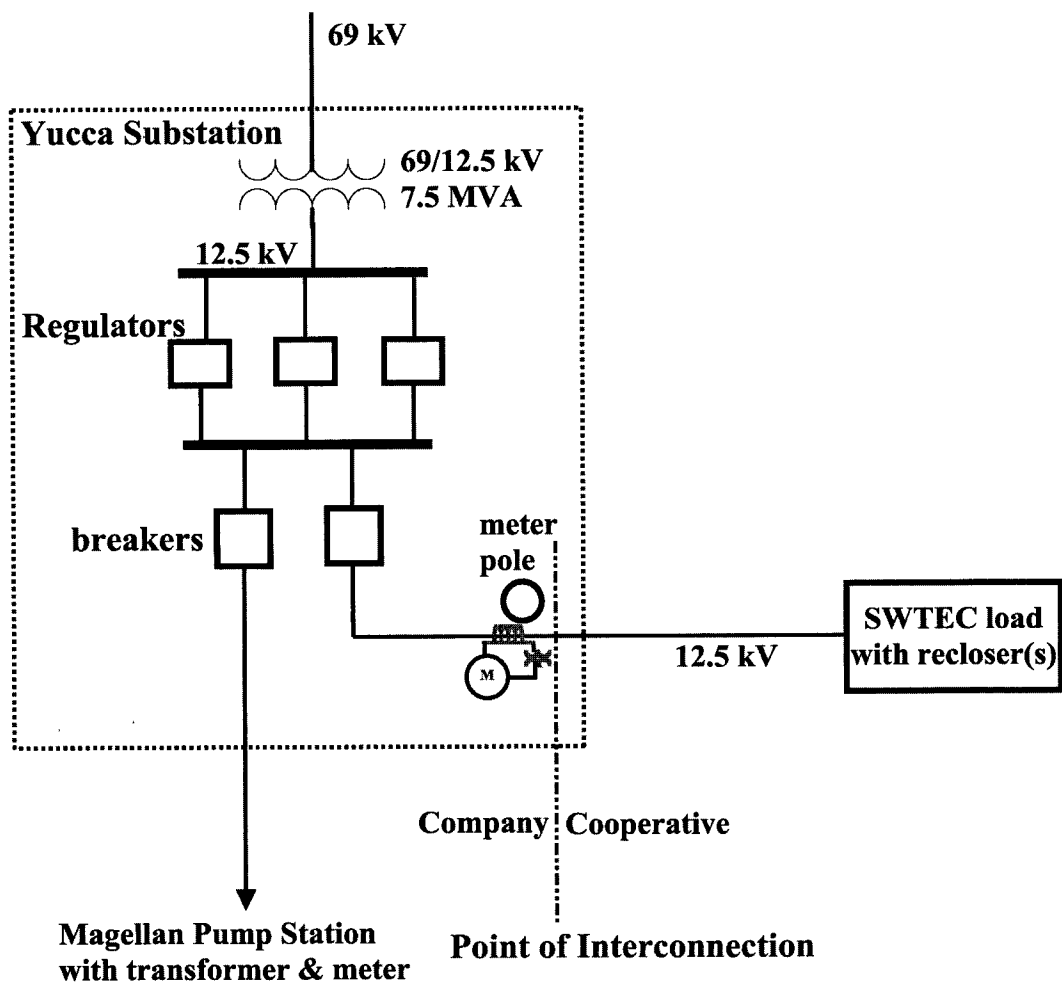 69 kV
Yucca Substation
69/12.5 kV
7.5 MVA
12.5 kV
Regulators
breakers
meter
pole
M
SWTEC load
with recloser(s)
12.5 kV
Company
Cooperative
Magellan Pump Station
with transformer & meter
Point of Interconnection